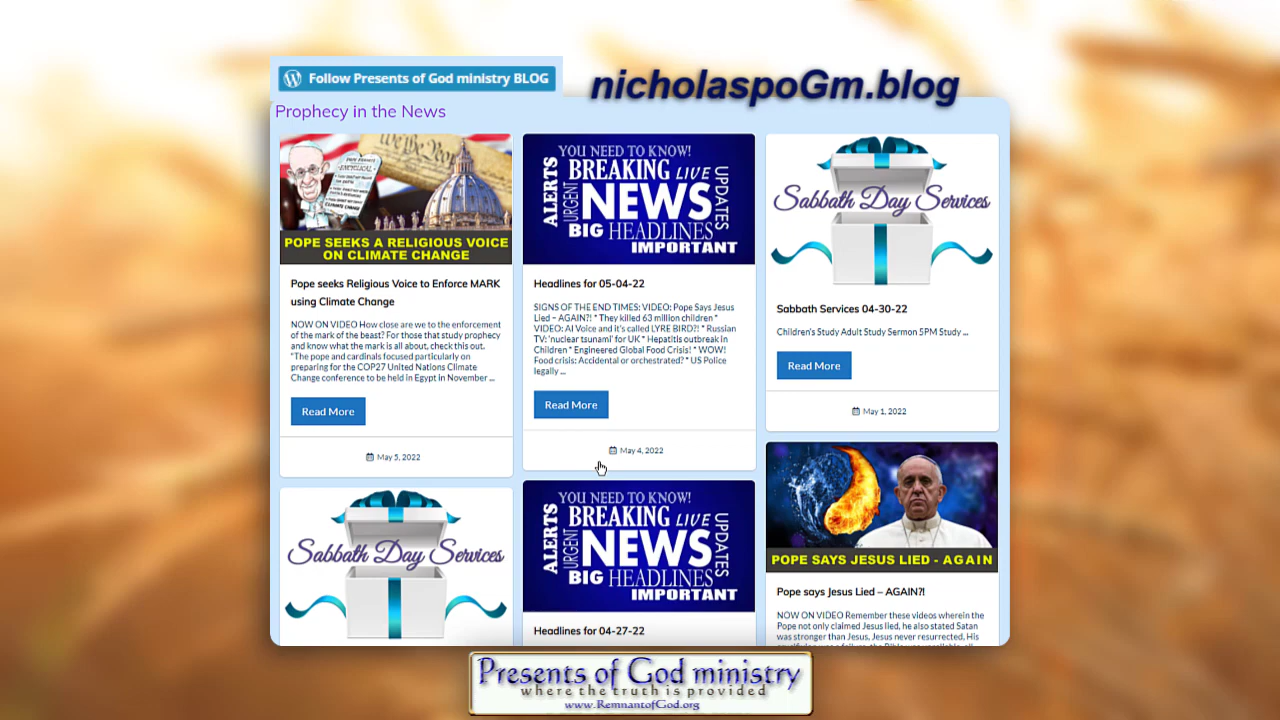 Follow Presents of God ministry BLOG
nicholaspoGm.blog
Prophecy in the News
We the Peo
POPE SEEKS A RELIGIOUS VOICE
ON CLIMATE CHANGE
Pope seeks Religious Voice to Enforce MARK
using Climate Change
NOW ON VIDEO How close are we to the enforcement
of the mark of the beast? For those that study prophecy
and know what the mark is all about, check this out.
"The pope and cardinals focused particularly on
preparing for the COP27 United Nations Climate
Change conference to be held in Egypt in November ...
Read More
May 5, 2022
YOU NEED TO KNOW!
ALERTS
URGENT
BREAKING LIVE
NEWS
UPDATES
BIG HEADLINES
IMPORTANT
Headlines for 05-04-22
SIGNS OF THE END TIMES: VIDEO: Pope Says Jesus
Lied – AGAIN?! * They killed 63 million children *
VIDEO: AI Voice and it's called LYRE BIRD?! * Russian
TV: 'nuclear tsunami' for UK * Hepatitis outbreak in
Children * Engineered Global Food Crisis! * WOW!
Food crisis: Accidental or orchestrated? * US Police
legally ...
Read More
May 4, 2022
Sabbath Day Services
Sabbath Services 04-30-22
Children's Study Adult Study Sermon 5PM Study ...
Read More
May 1, 2022
Sabbath Day Services
YOU NEED TO KNOW!
ALERTS
URGENT
BREAKING LIVE
NEWS
UPDATES
BIG HEADLINES
IMPORTANT
Headlines for 04-27-22
POPE SAYS JESUS LIED - AGAIN
Pope says Jesus Lied – AGAIN?!
NOW ON VIDEO Remember these videos wherein the
Pope not only claimed Jesus lied, he also stated Satan
was stronger than Jesus, Jesus never resurrected, His
Presents of God ministry
where the truth is provided
www.RemnantofGod.org